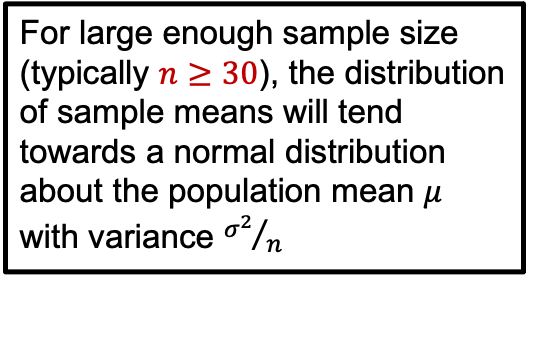 For large enough sample size
(typically n ≥ 30), the distribution
of sample means will tend
towards a normal distribution
about the population mean μ
with variance σ²/n